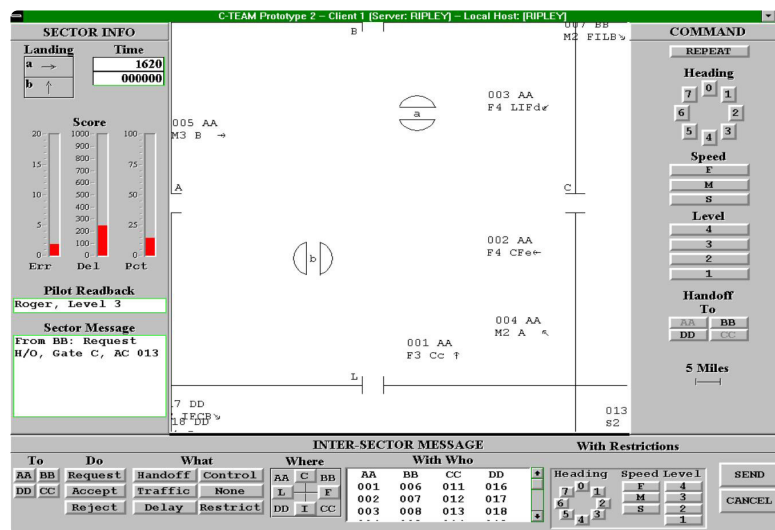 C-TEAM Prototype 2 – Client 1 [Server: RIPLEY] – Local Host: [RIPLEY]
SECTOR INFO
Landing
Time
a →
b ↑
1620
000000
Score
20
15
10
5
0
1000
900
800
700
600
500
400
300
200
100
0
100
75
50
25
0
Err
Del
Pct
Pilot Readback
Roger, Level 3
Sector Message
From BB: Request
H/O, Gate C, AC 013
B
007 BB
M2 FILB↘
003 AA
F4 LIFd↙
a
005 AA
M3 B →
A
C
b
002 AA
F4 CFe←
004 AA
M2 A ↖
001 AA
F3 Cc ↑
L
17 DD
IFCB↘
18 DD
013
S2
COMMAND
REPEAT
Heading
0
1
2
3
4
5
6
7
Speed
F
M
S
Level
4
3
2
1
Handoff
To
AA BB
DD CC
5 Miles
INTER-SECTOR MESSAGE
To
AA BB
DD CC
Do
Request
Accept
Reject
What
Handoff Control
Traffic None
Delay Restrict
Where
AA C BB
L F
DD I CC
With Who
AA BB CC DD
001 006 011 016
002 007 012 017
003 008 013 018
With Restrictions
Heading
0
1
2
3
4
5
6
7
Speed
F
M
S
Level
4
3
2
1
SEND
CANCEL